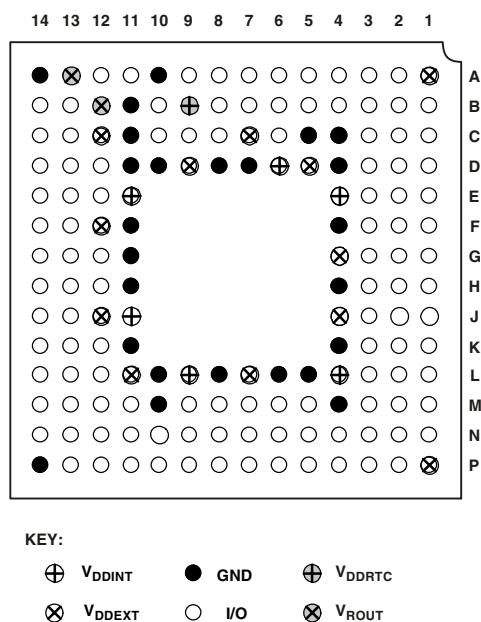 14 13 12 11 10 9 8 7 6 5 4 3 2 1
A
B
C
D
E
F
G
H
J
K
L
M
N
P
KEY:
VDDINT GND VDDRTC
VDDEXT I/O VROUT